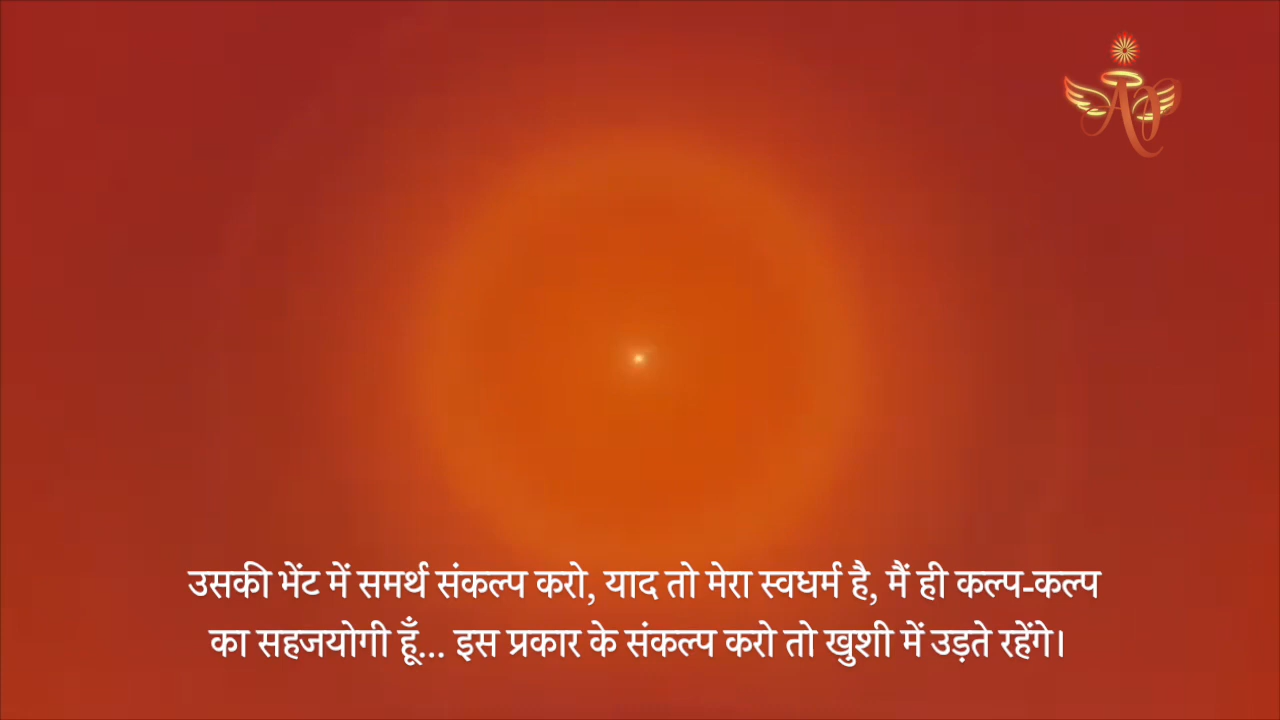 उसकी भेंट में समर्थ संकल्प करो, याद तो मेरा स्वधर्म है, मैं ही कल्प-कल्प
का सहजयोगी हूँ... इस प्रकार के संकल्प करो तो खुशी में उड़ते रहेंगे।